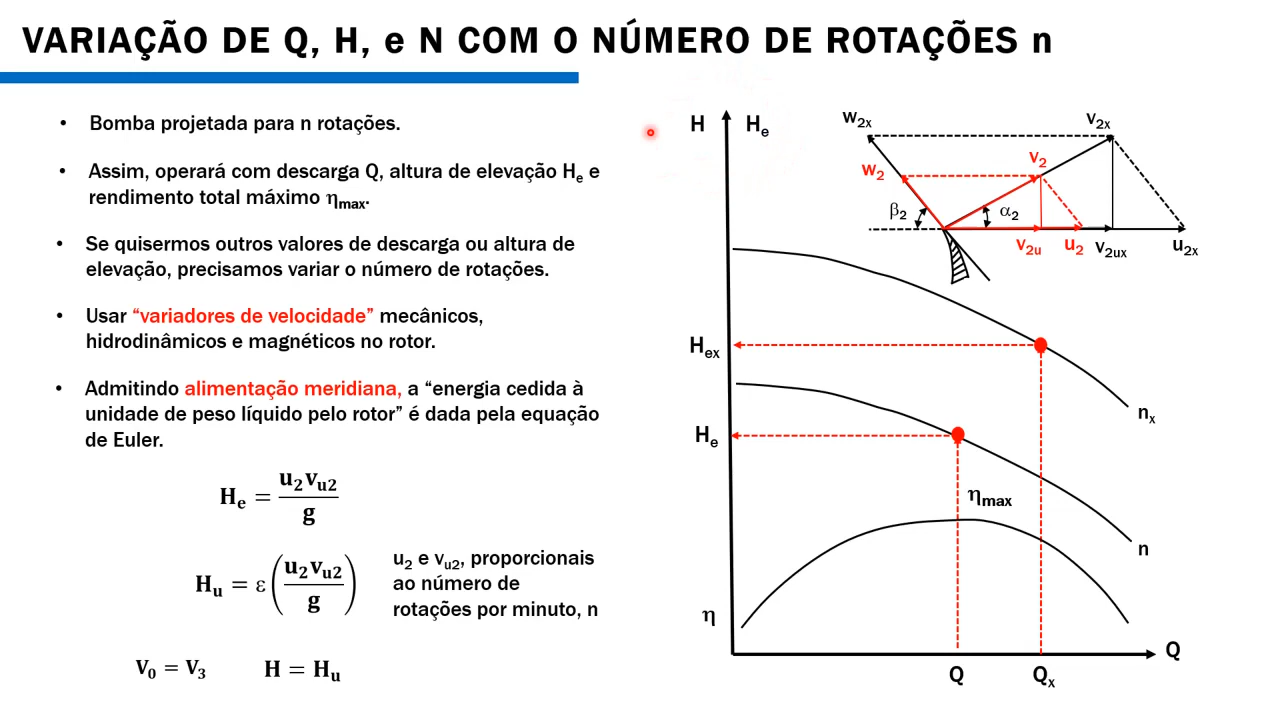 VARIAÇÃO DE Q, H, e N COM O NÚMERO DE ROTAÇÕES n
• Bomba projetada para n rotações.
• Assim, operará com descarga Q, altura de elevação Hₑ e
rendimento total máximo ηmax.
• Se quisermos outros valores de descarga ou altura de
elevação, precisamos variar o número de rotações.
• Usar “variadores de velocidade” mecânicos,
hidrodinâmicos e magnéticos no rotor.
• Admitindo alimentação meridiana, a “energia cedida à
unidade de peso líquido pelo rotor” é dada pela equação
de Euler.
Hₑ = u₂vᵤ₂ / g
Hᵤ = ε(u₂vᵤ₂ / g)
u₂ e vᵤ₂, proporcionais
ao número de
rotações por minuto, n
V₀ = V₃ H = Hᵤ
H Hₑ
w₂ₓ v₂ₓ
w₂ v₂
β₂ α₂
v₂ᵤ u₂ v₂ᵤₓ u₂ₓ
Hₑₓ
nₓ
Hₑ
ηmax
n
η
Q
Q Qₓ